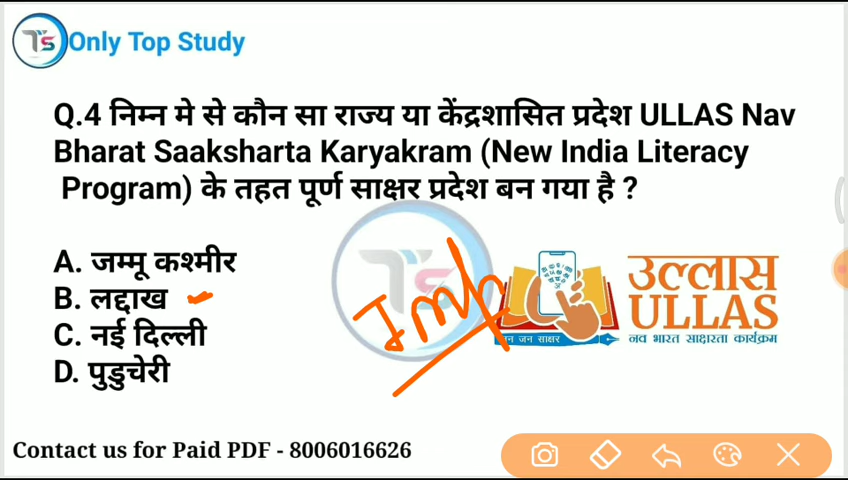 TS Only Top Study
Q.4 निम्न मे से कौन सा राज्य या केंद्रशासित प्रदेश ULLAS Nav
Bharat Saaksharta Karyakram (New India Literacy
Program) के तहत पूर्ण साक्षर प्रदेश बन गया है ?
A. जम्मू कश्मीर
B. लद्दाख
C. नई दिल्ली
D. पुडुचेरी
TS
Imp
उल्लास
ULLAS
जन जन साक्षर
नव भारत साक्षरता कार्यक्रम
Contact us for Paid PDF - 8006016626